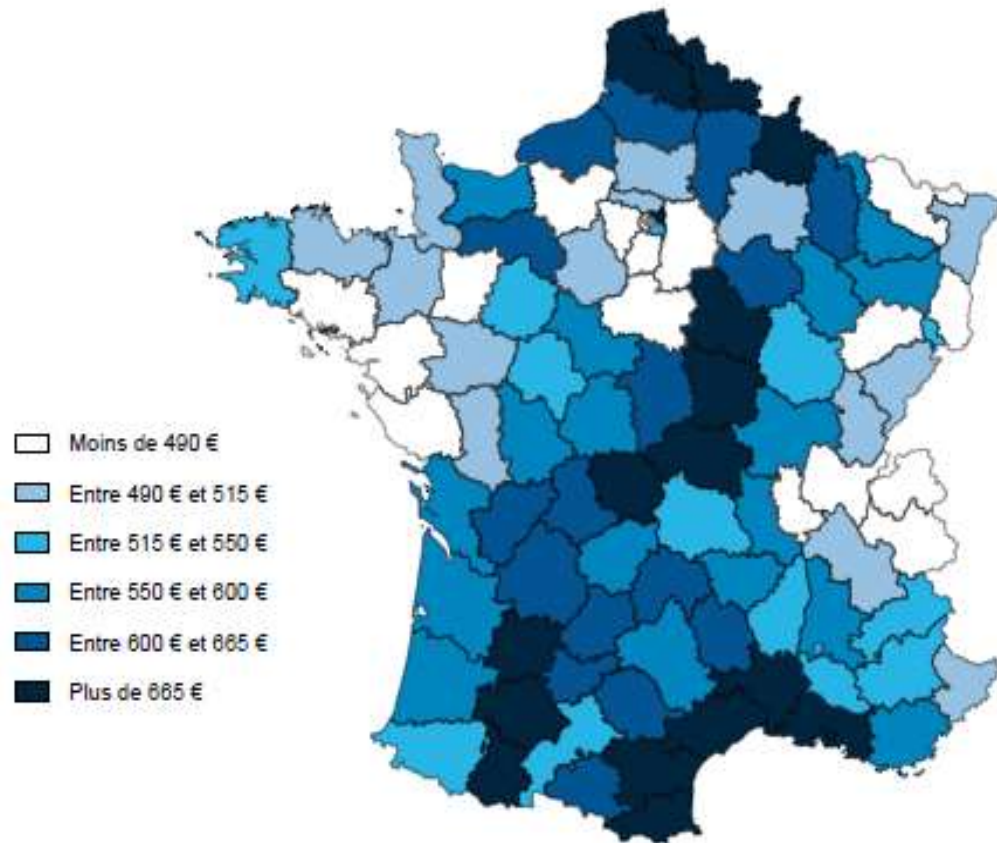 Moins de 490 €
Entre 490 € et 515 €
Entre 515 € et 550 €
Entre 550 € et 600 €
Entre 600 € et 665 €
Plus de 665 €